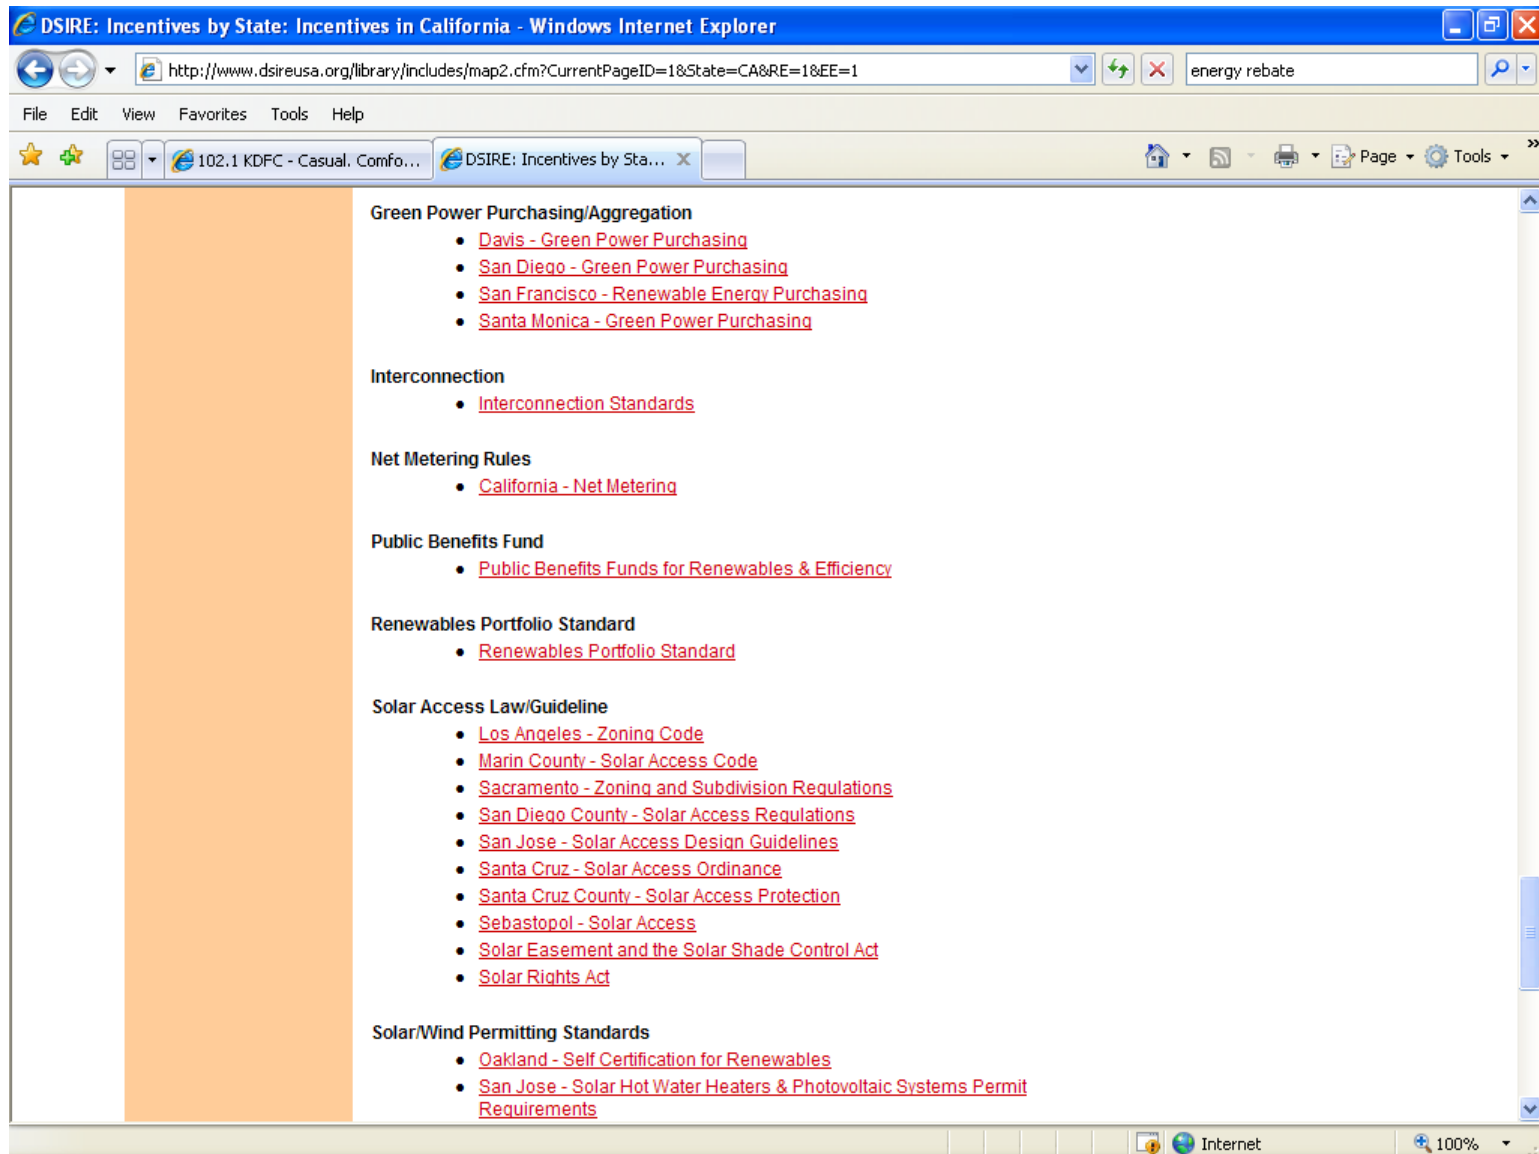 DSIRE: Incentives by State: Incentives in California - Windows Internet Explorer
http://www.dsireusa.org/library/includes/map2.cfm?CurrentPageID=1&State=CA&RE=1&EE=1
energy rebate
File Edit View Favorites Tools Help
102.1 KDFC - Casual. Comfo...
DSIRE: Incentives by Sta...
Page
Tools
Green Power Purchasing/Aggregation
Davis - Green Power Purchasing
San Diego - Green Power Purchasing
San Francisco - Renewable Energy Purchasing
Santa Monica - Green Power Purchasing
Interconnection
Interconnection Standards
Net Metering Rules
California - Net Metering
Public Benefits Fund
Public Benefits Funds for Renewables & Efficiency
Renewables Portfolio Standard
Renewables Portfolio Standard
Solar Access Law/Guideline
Los Angeles - Zoning Code
Marin County - Solar Access Code
Sacramento - Zoning and Subdivision Regulations
San Diego County - Solar Access Regulations
San Jose - Solar Access Design Guidelines
Santa Cruz - Solar Access Ordinance
Santa Cruz County - Solar Access Protection
Sebastopol - Solar Access
Solar Easement and the Solar Shade Control Act
Solar Rights Act
Solar/Wind Permitting Standards
Oakland - Self Certification for Renewables
San Jose - Solar Hot Water Heaters & Photovoltaic Systems Permit
Requirements
Internet
100%